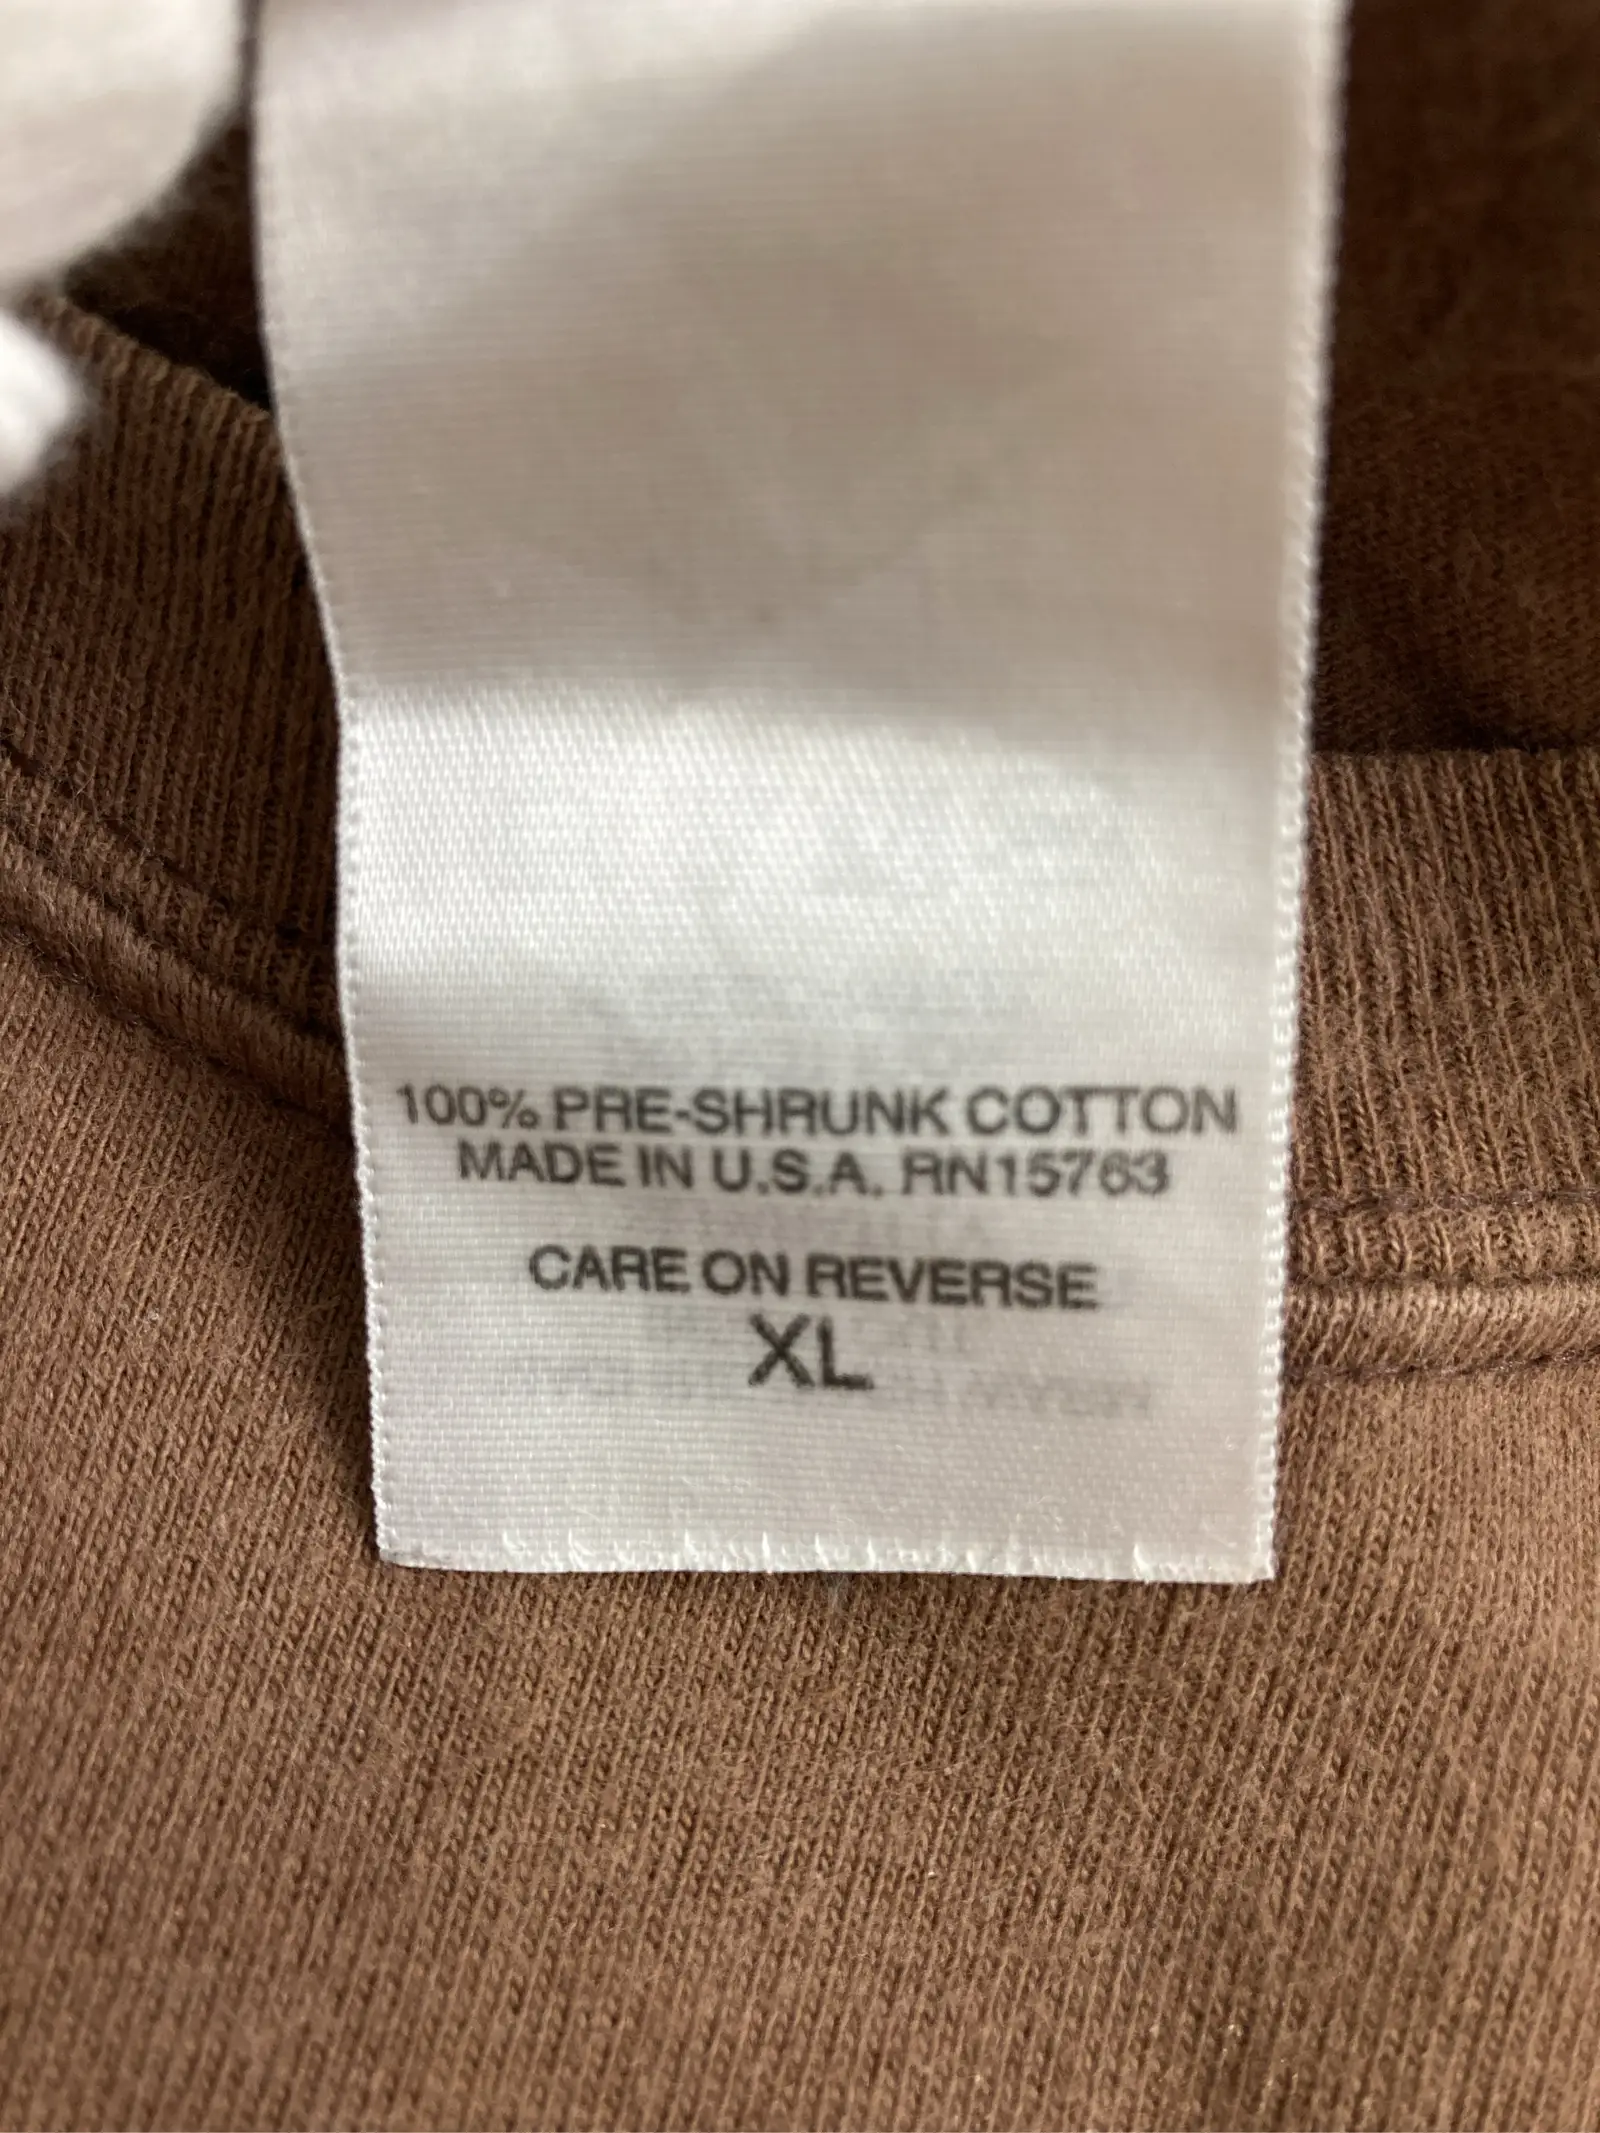 100% PRE-SHRUNK COTTON
MADE IN U.S.A. RN15763
CARE ON REVERSE
XL